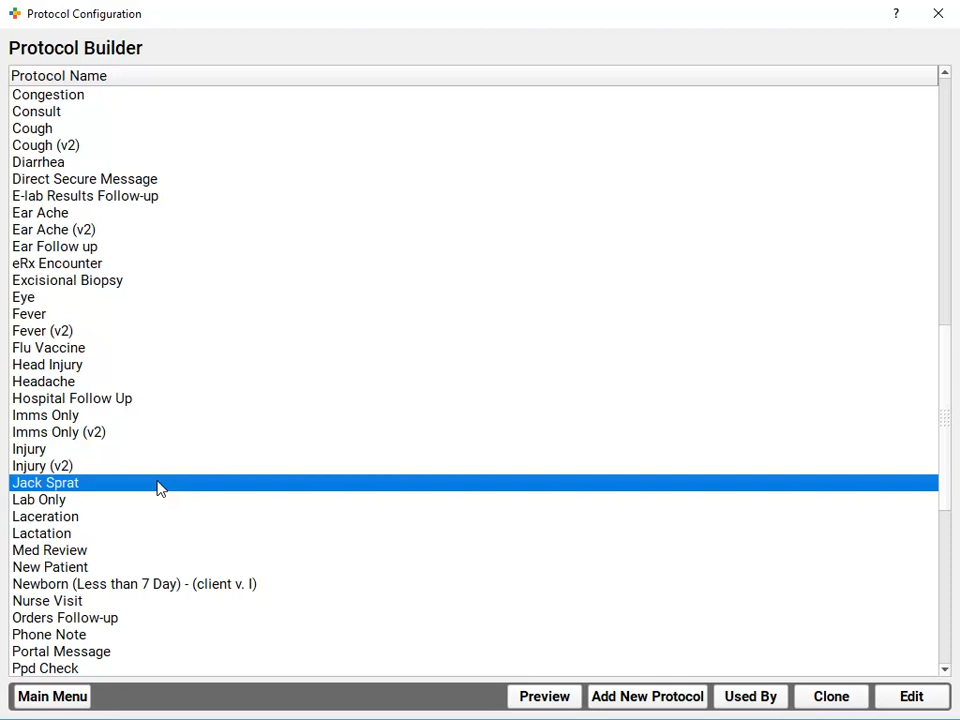 Protocol Configuration
?
Protocol Builder
Protocol Name
Congestion
Consult
Cough
Cough (v2)
Diarrhea
Direct Secure Message
E-lab Results Follow-up
Ear Ache
Ear Ache (v2)
Ear Follow up
eRx Encounter
Excisional Biopsy
Eye
Fever
Fever (v2)
Flu Vaccine
Head Injury
Headache
Hospital Follow Up
Imms Only
Imms Only (v2)
Injury
Injury (v2)
Jack Sprat
Lab Only
Laceration
Lactation
Med Review
New Patient
Newborn (Less than 7 Day) - (client v. I)
Nurse Visit
Orders Follow-up
Phone Note
Portal Message
Ppd Check
Main Menu Preview Add New Protocol Used By Clone Edit